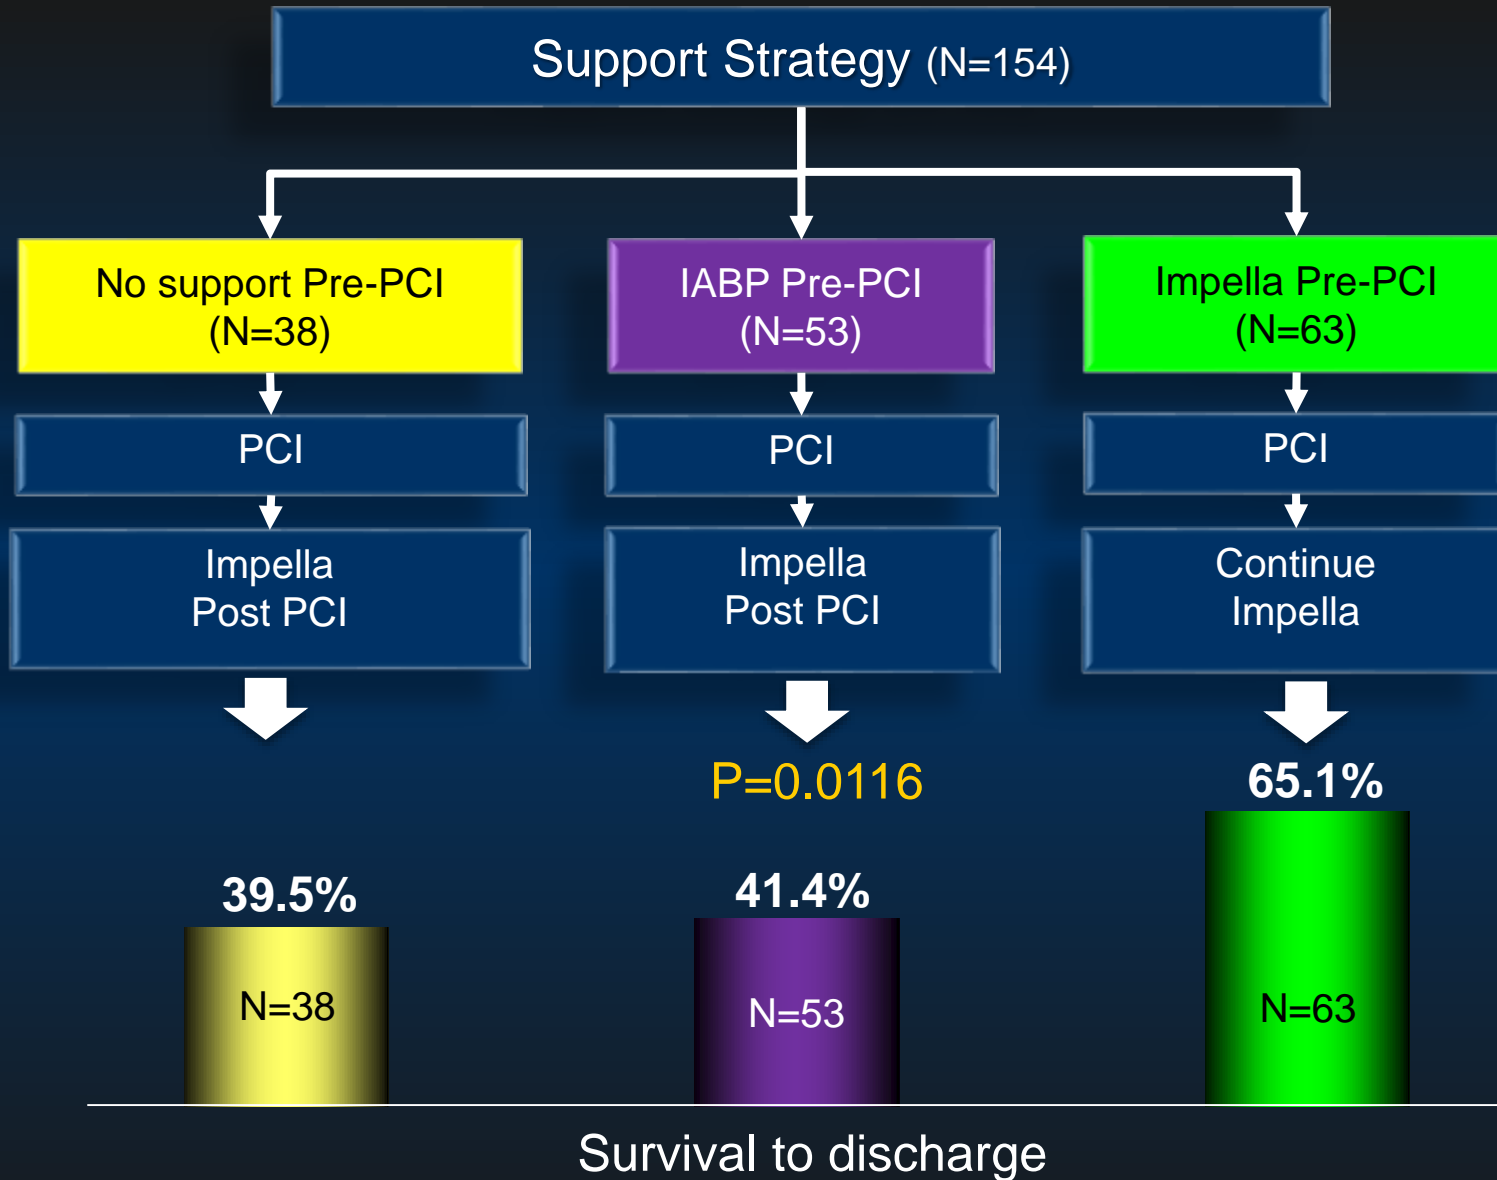 Support Strategy (N=154)
No support Pre-PCI
(N=38)
IABP Pre-PCI
(N=53)
Impella Pre-PCI
(N=63)
PCI
PCI
PCI
Impella
Post PCI
Impella
Post PCI
Continue
Impella
P=0.0116
39.5%
41.4%
65.1%
N=38
N=53
N=63
Survival to discharge